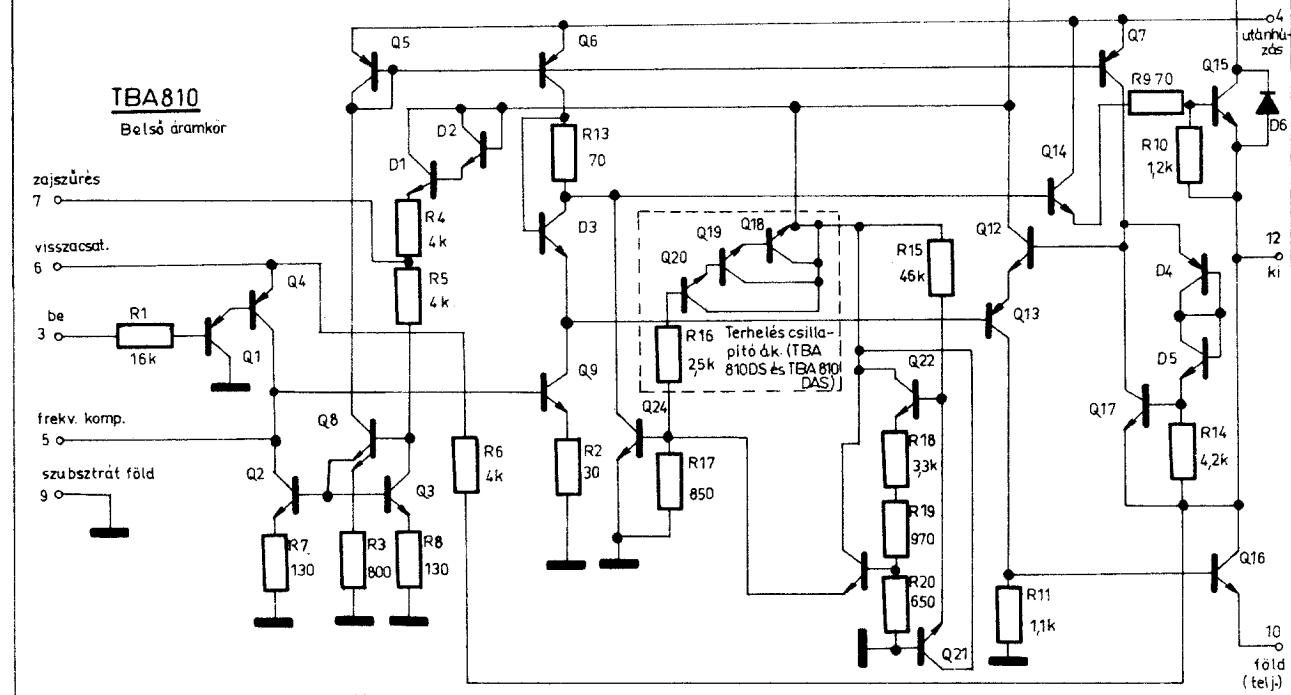 TBA810
Belső áramkör
zajszűrés
7
visszacsat.
6
be
3
R1
16k
Q1
Q4
frekv. komp.
5
szubsztrát föld
9
Q2
R7
130
Q8
R3
800
Q3
R8
130
Q5
D1
D2
R4
4k
R5
4k
R6
4k
Q6
R13
70
D3
Q9
R2
30
Q24
R17
850
Q20
Q19
Q18
R16
2,5k
Terhelés csilla-
pító ák. (TBA
810DS és TBA 810
DAS)
R15
46k
Q22
R18
3,3k
R19
970
R20
650
Q21
Q12
Q13
R11
1,1k
Q14
Q7
R9 70
R10
1,2k
Q15
D6
D4
D5
Q17
R14
4,2k
Q16
4
utánhú-
zás
12
ki
10
föld
(telj.)